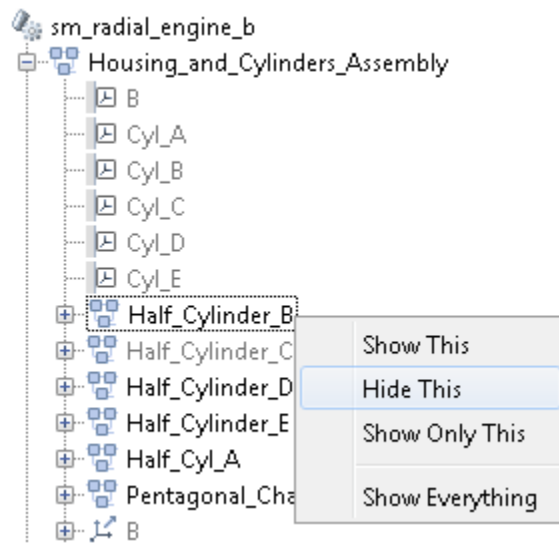 sm_radial_engine_b
Housing_and_Cylinders_Assembly
B
Cyl_A
Cyl_B
Cyl_C
Cyl_D
Cyl_E
Half_Cylinder_B
Half_Cylinder_C
Half_Cylinder_D
Half_Cylinder_E
Half_Cyl_A
Pentagonal_Cha
B
Show This
Hide This
Show Only This
Show Everything